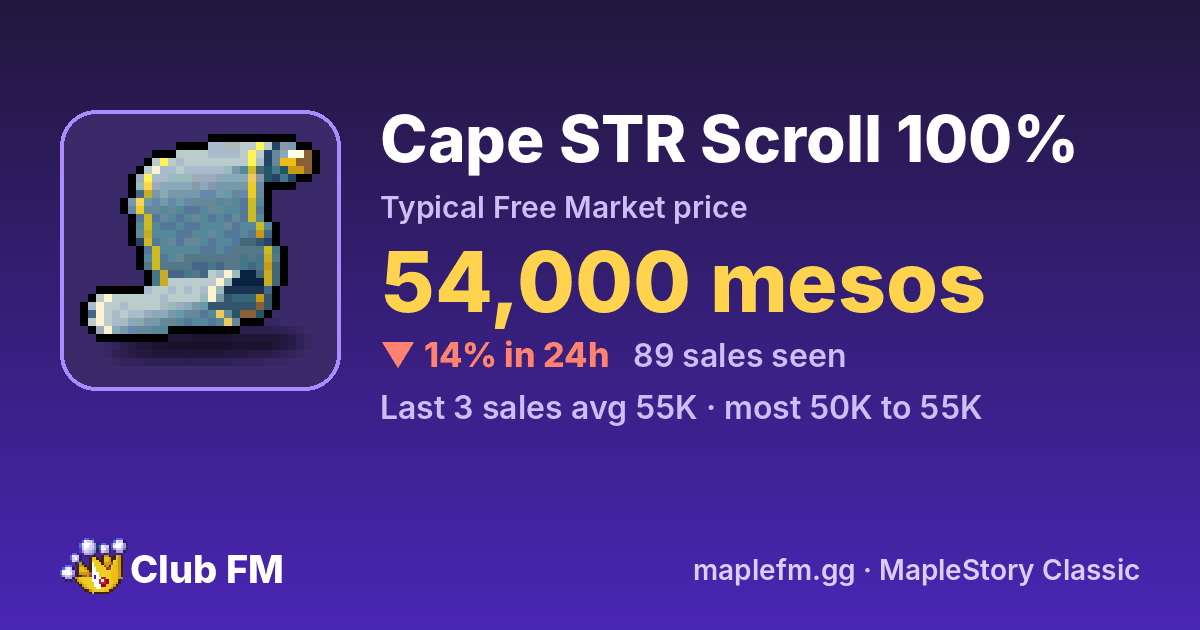 Cape STR Scroll 100%
Typical Free Market price
54,000 mesos
▼ 14% in 24h 89 sales seen
Last 3 sales avg 55K · most 50K to 55K
Club FM
maplefm.gg · MapleStory Classic